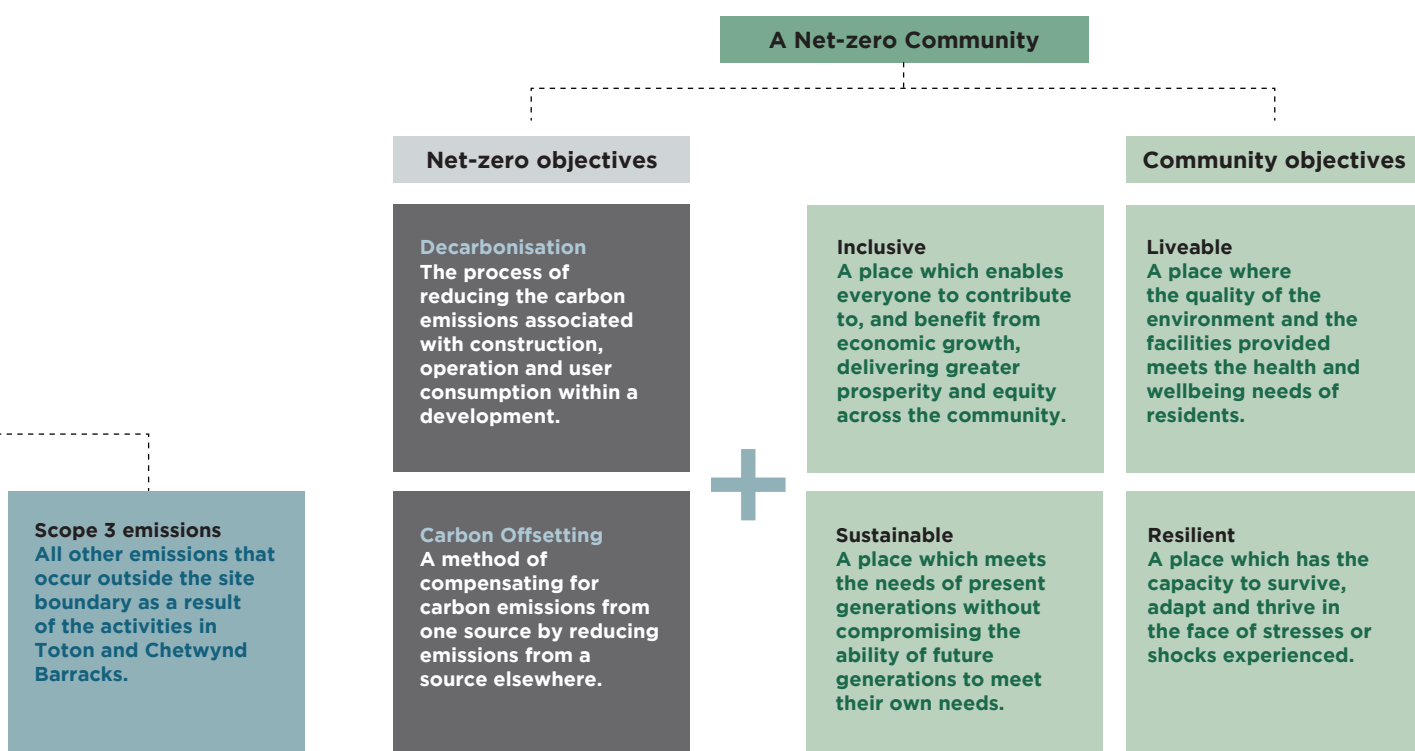 A Net-zero Community
Net-zero objectives
Community objectives
Decarbonisation
The process of
reducing the carbon
emissions associated
with construction,
operation and user
consumption within a
development.
Inclusive
A place which enables
everyone to contribute
to, and benefit from
economic growth,
delivering greater
prosperity and equity
across the community.
Liveable
A place where
the quality of the
environment and the
facilities provided
meets the health and
wellbeing needs of
residents.
Scope 3 emissions
All other emissions that
occur outside the site
boundary as a result
of the activities in
Toton and Chetwynd
Barracks.
Carbon Offsetting
A method of
compensating for
carbon emissions from
one source by reducing
emissions from a
source elsewhere.
+
Sustainable
A place which meets
the needs of present
generations without
compromising the
ability of future
generations to meet
their own needs.
Resilient
A place which has the
capacity to survive,
adapt and thrive in
the face of stresses or
shocks experienced.